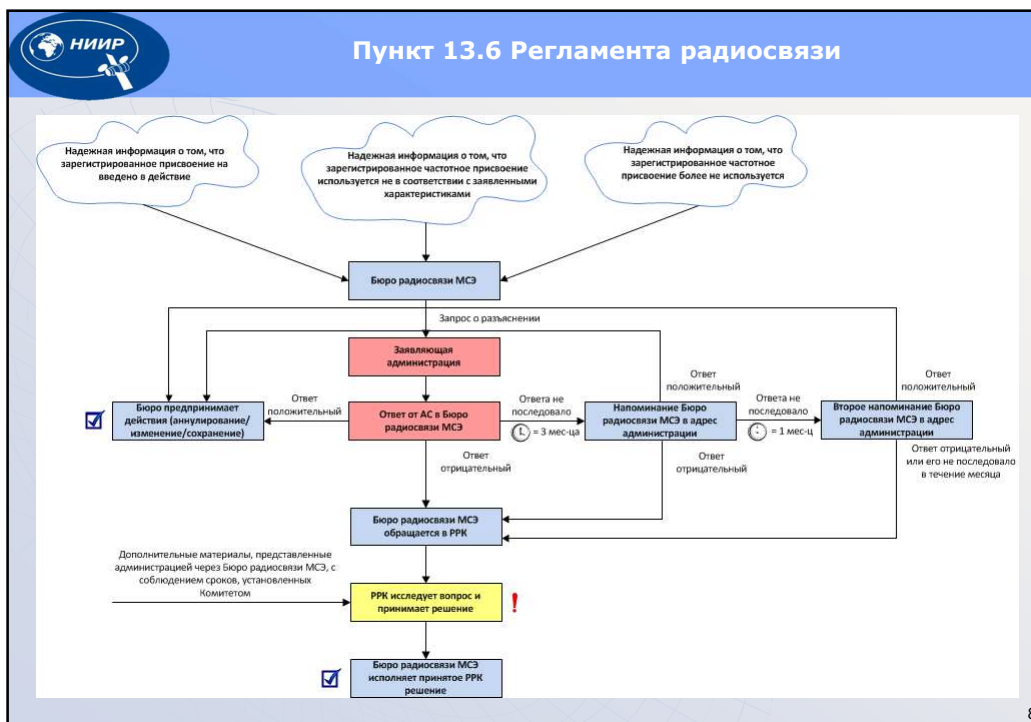 НИИР
Пункт 13.6 Регламента радиосвязи
Надежная информация о том, что
зарегистрированное присвоение на
введено в действие
Надежная информация о том, что
зарегистрированное частотное присвоение
используется не в соответствии с заявленными
характеристиками
Надежная информация о том, что
зарегистрированное частотное
присвоение более не используется
Бюро радиосвязи МСЭ
Запрос о разъяснении
Заявляющая
администрация
Бюро предпринимает
действия (аннулирование/
изменение/сохранение)
Ответ
положительный
Ответ от АС в Бюро
радиосвязи МСЭ
Ответа не
последовало
= 3 мес-ца
Ответ
положительный
Напоминание Бюро
радиосвязи МСЭ в адрес
администрации
Ответа не
последовало
= 1 мес-ц
Ответ
положительный
Второе напоминание Бюро
радиосвязи МСЭ в адрес
администрации
Ответ
отрицательный
Ответ
отрицательный
Ответ отрицательный
или его не последовало
в течение месяца
Бюро радиосвязи МСЭ
обращается в РРК
Дополнительные материалы, представленные
администрацией через Бюро радиосвязи МСЭ, с
соблюдением сроков, установленных
Комитетом
РРК исследует вопрос и
принимает решение
!
Бюро радиосвязи МСЭ
исполняет принятое РРК
решение
8